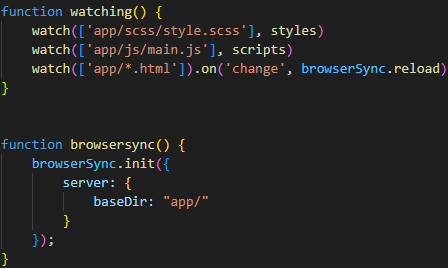 function watching() {
    watch(['app/scss/style.scss'], styles)
    watch(['app/js/main.js'], scripts)
    watch(['app/*.html']).on('change', browserSync.reload)
}

function browsersync() {
    browserSync.init({
        server: {
            baseDir: "app/"
        }
    });
}